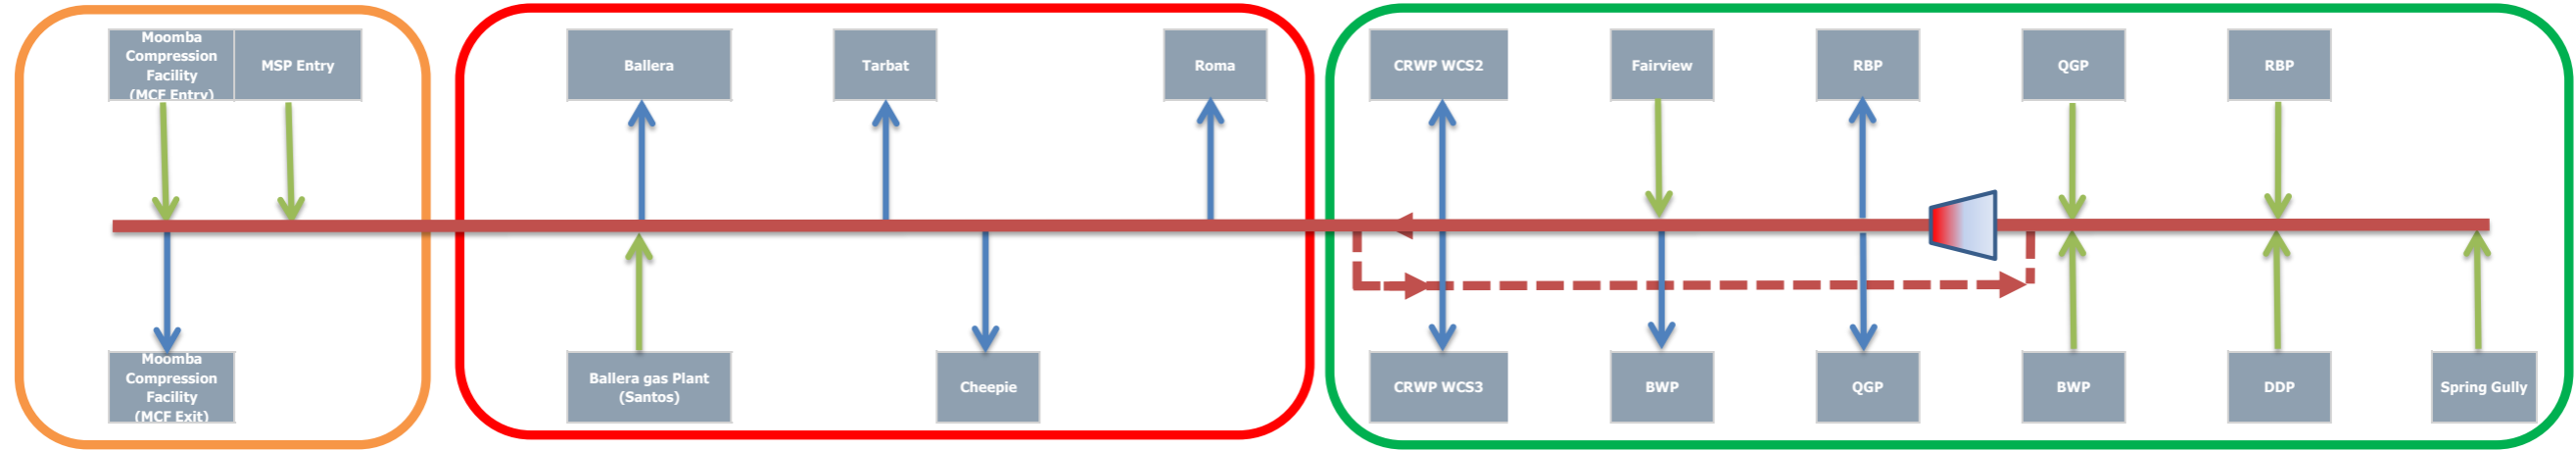 Moomba
Compression
Facility
(MCF Entry)
MSP Entry
Ballera
Tarbat
Roma
CRWP WCS2
Fairview
RBP
QGP
RBP
Moomba
Compression
Facility
(MCF Exit)
Ballera gas Plant
(Santos)
Cheepie
CRWP WCS3
BWP
QGP
BWP
DDP
Spring Gully